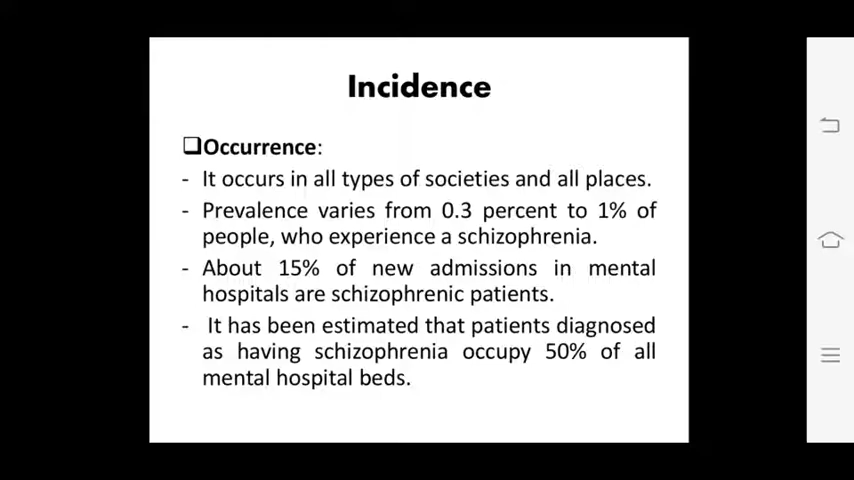 Incidence
❑Occurrence:
- It occurs in all types of societies and all places.
- Prevalence varies from 0.3 percent to 1% of
people, who experience a schizophrenia.
- About 15% of new admissions in mental
hospitals are schizophrenic patients.
- It has been estimated that patients diagnosed
as having schizophrenia occupy 50% of all
mental hospital beds.